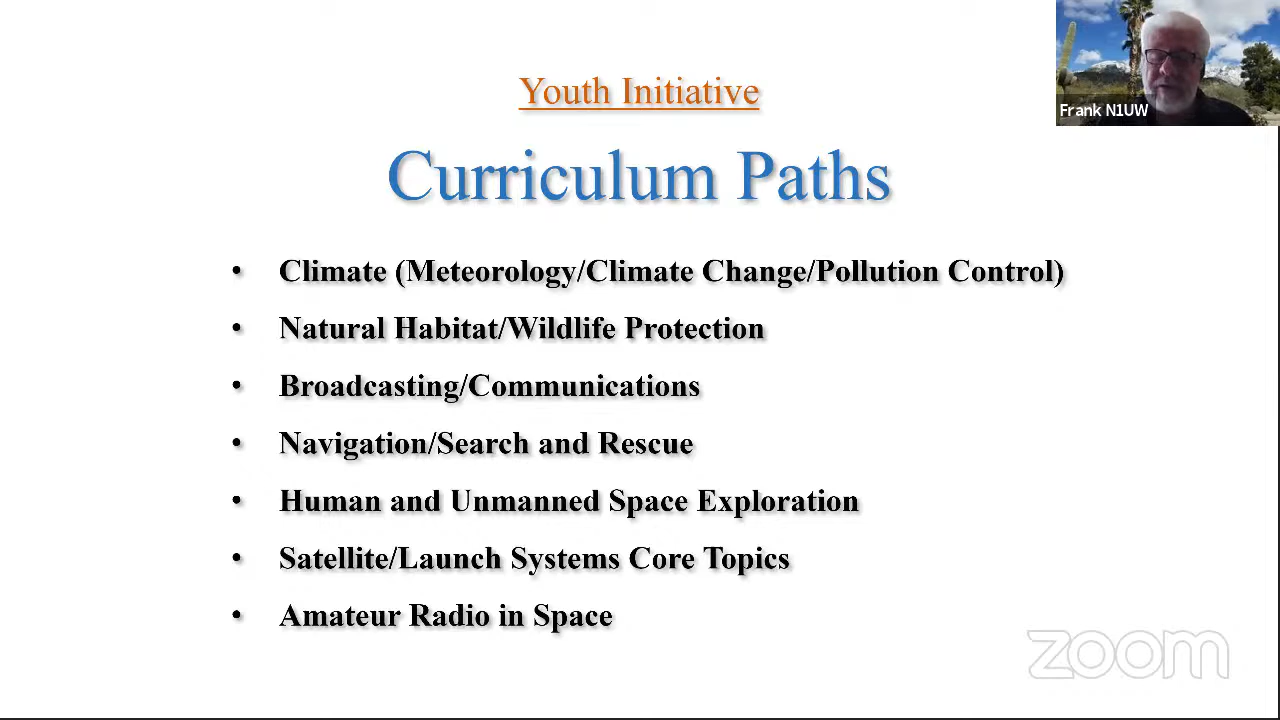 Youth Initiative
Frank N1UW
Curriculum Paths
• Climate (Meteorology/Climate Change/Pollution Control)
• Natural Habitat/Wildlife Protection
• Broadcasting/Communications
• Navigation/Search and Rescue
• Human and Unmanned Space Exploration
• Satellite/Launch Systems Core Topics
• Amateur Radio in Space
zoom